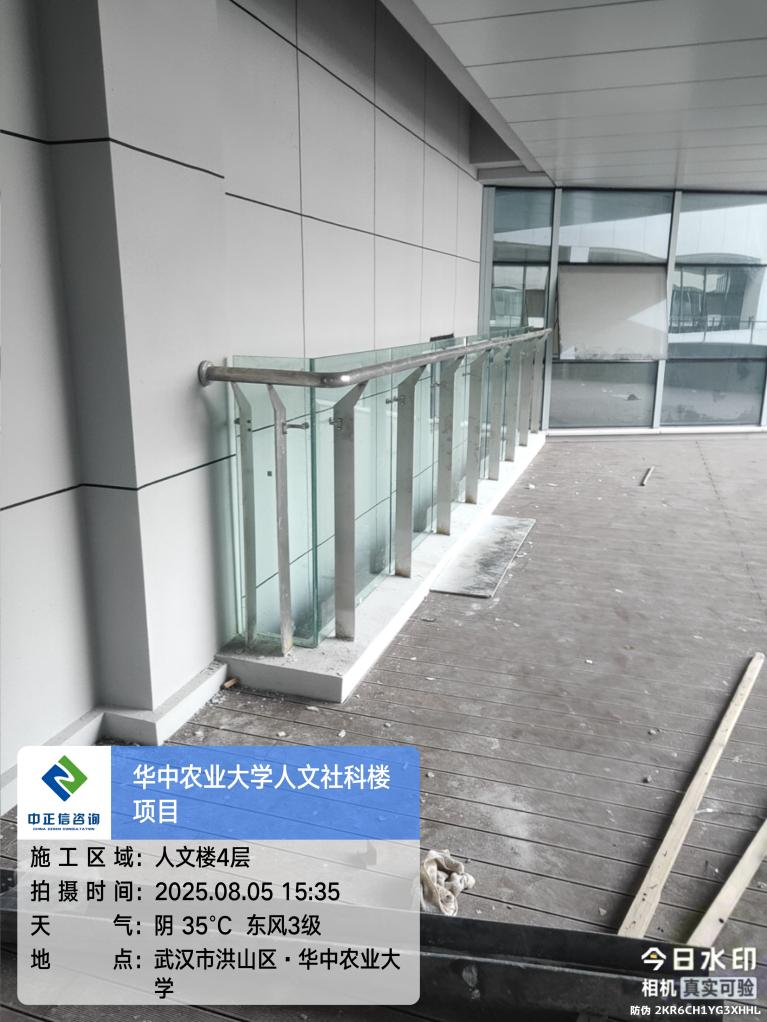 华中农业大学人文社科楼
项目
中正信咨询
施工区域：人文楼4层
拍摄时间：2025.08.05 15:35
天气：阴 35℃ 东风3级
地点：武汉市洪山区·华中农业大
学
今日水印
相机 真实可验
防伪 2KR6CH1YG3XHHL